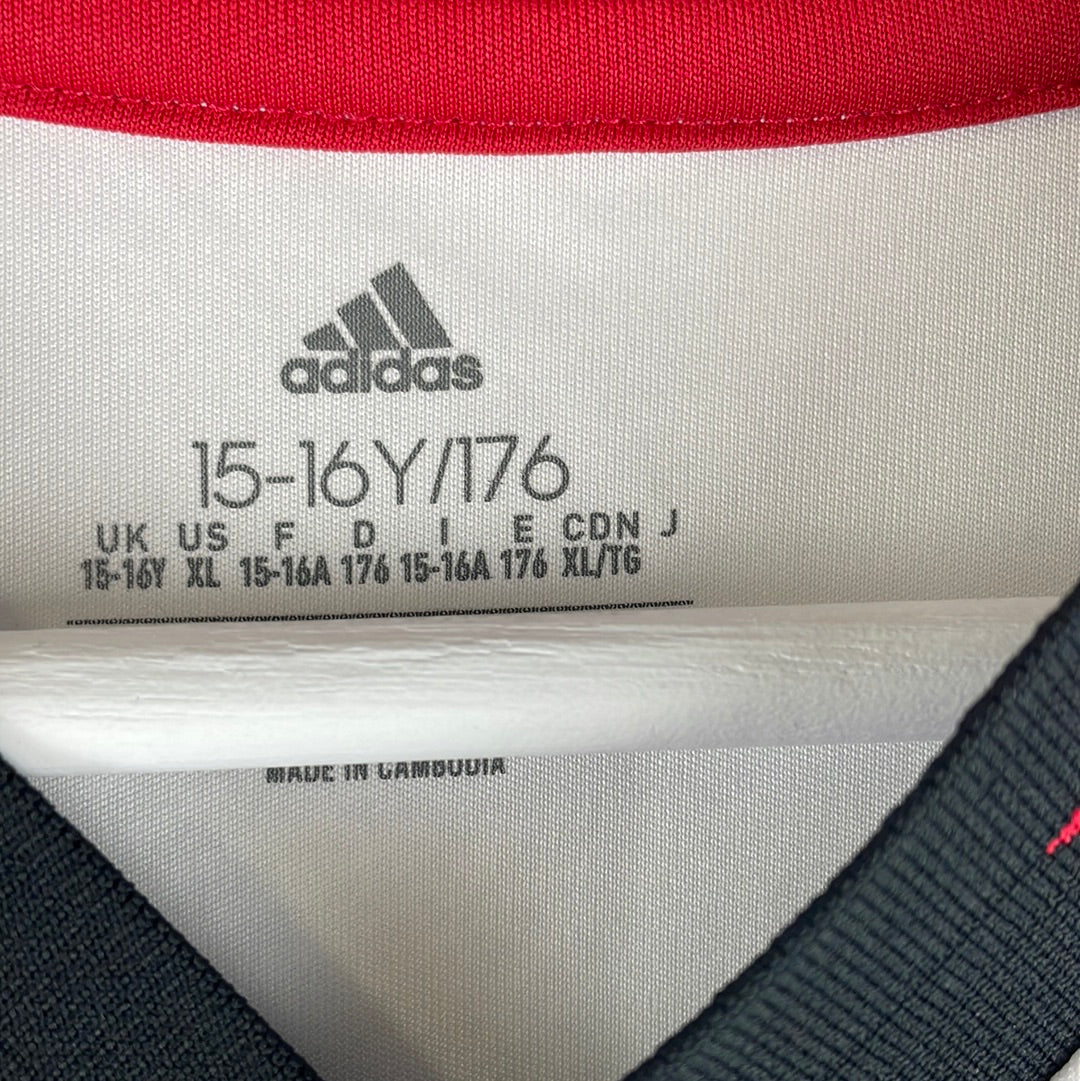 adidas
15-16Y/176
UK US F D I E CDN J
15-16Y XL 15-16A 176 15-16A 176 XL/TG
MADE IN CAMBODIA